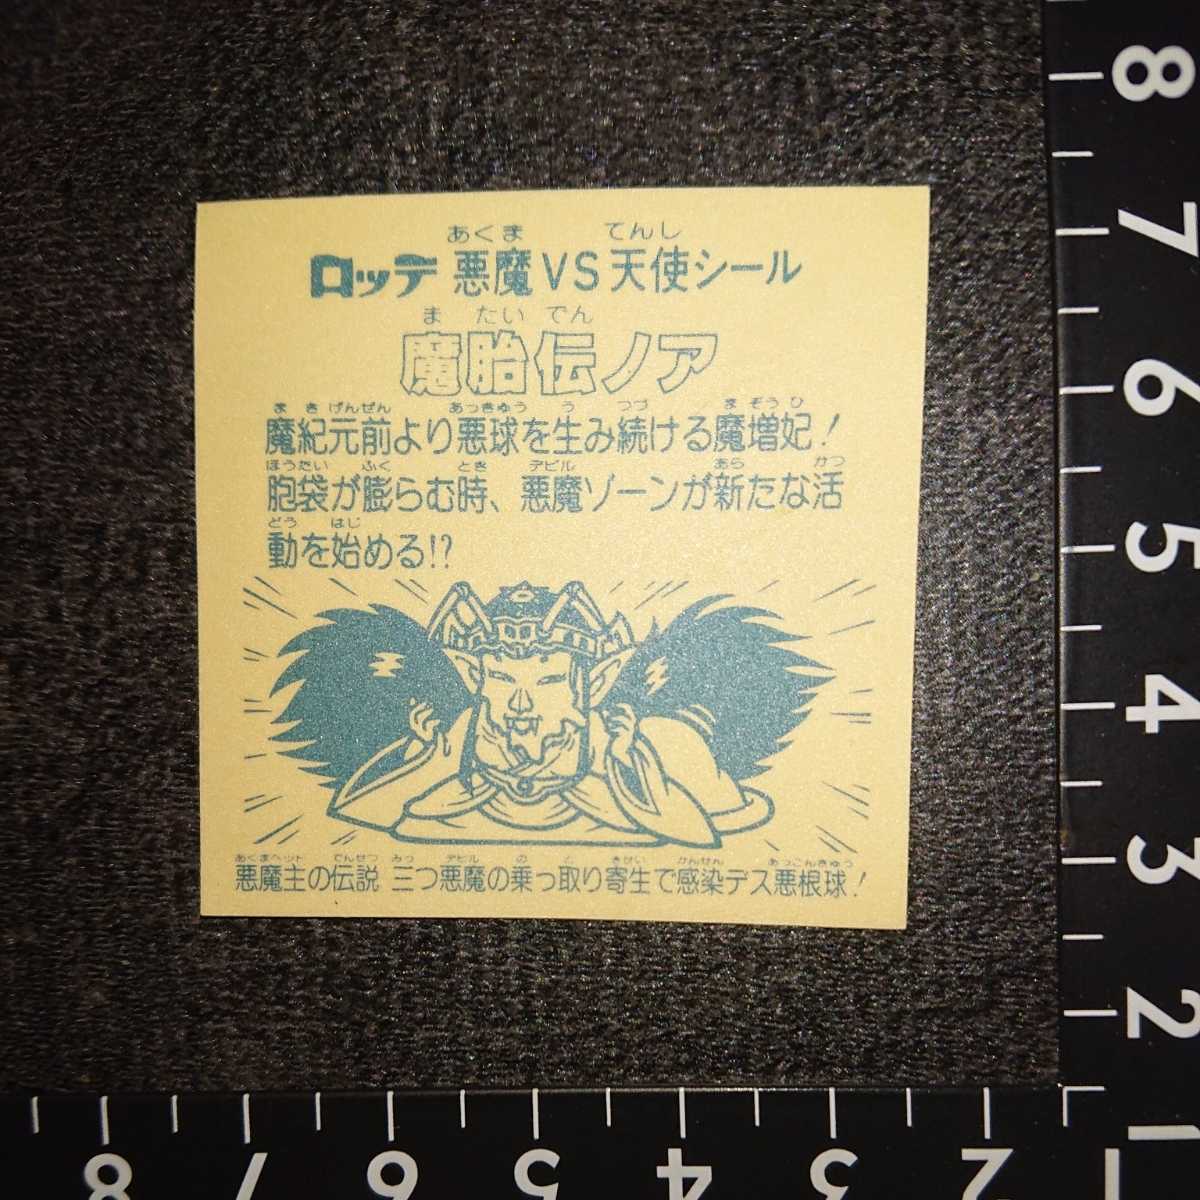 あくま てんし
ロッテ 悪魔VS天使シール
ま たい でん
魔胎伝ノア
ま き げんぜん あっきゅう う つづ ま ぞう ひ
魔紀元前より悪球を生み続ける魔増妃!
ほうたい ふく とき デビル あら かつ
胞袋が膨らむ時、悪魔ゾーンが新たな活
どう はじ
動を始める!?
あくまヘッド でんせつ みっ デビル の と きせい かんせん あっこんきゅう
悪魔主の伝説 三つ悪魔の乗っ取り寄生で感染デス悪根球!
8
7
6
5
4
3
2
1
8 7 6 5 4 3 2 1